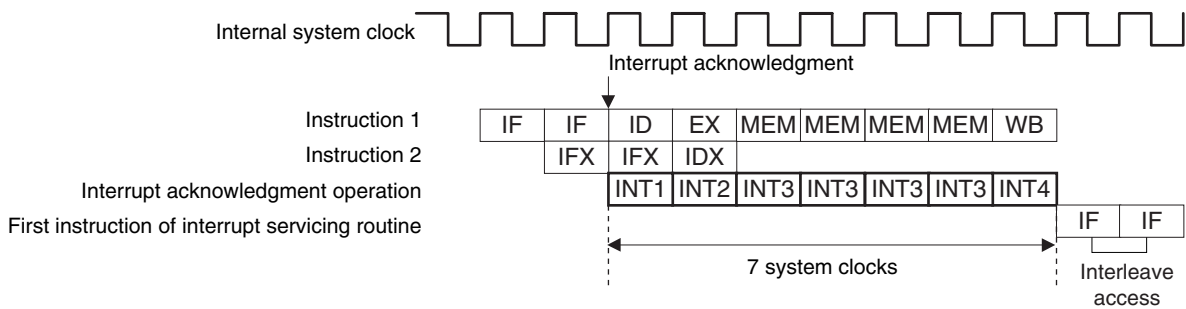 Internal system clock
Interrupt acknowledgment
Instruction 1 IF IF ID EX MEM MEM MEM MEM WB
Instruction 2 IFX IFX IDX
Interrupt acknowledgment operation INT1 INT2 INT3 INT3 INT3 INT3 INT4
First instruction of interrupt servicing routine IF IF
7 system clocks
Interleave
access